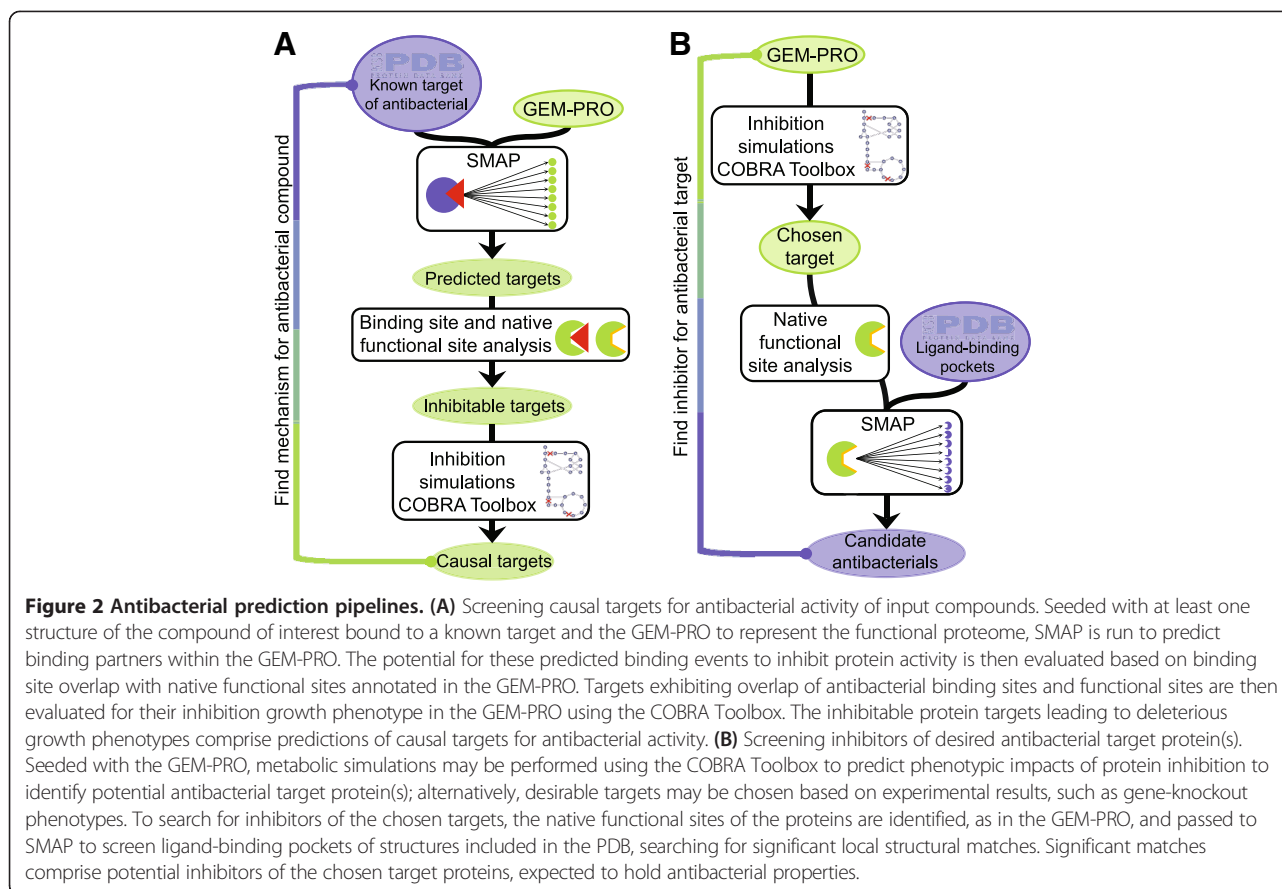 A
Find mechanism for antibacterial compound
PDB
PROTEIN DATA BANK
Known target
of antibacterial
GEM-PRO
SMAP
Predicted targets
Binding site and native
functional site analysis
Inhibitable targets
Inhibition
simulations
COBRA Toolbox
Causal targets
B
Find inhibitor for antibacterial target
GEM-PRO
Inhibition
simulations
COBRA Toolbox
Chosen
target
Native
functional
site analysis
PDB
PROTEIN DATA BANK
Ligand-binding
pockets
SMAP
Candidate
antibacterials
Figure 2 Antibacterial prediction pipelines. (A) Screening causal targets for antibacterial activity of input compounds. Seeded with at least one
structure of the compound of interest bound to a known target and the GEM-PRO to represent the functional proteome, SMAP is run to predict
binding partners within the GEM-PRO. The potential for these predicted binding events to inhibit protein activity is then evaluated based on binding
site overlap with native functional sites annotated in the GEM-PRO. Targets exhibiting overlap of antibacterial binding sites and functional sites are then
evaluated for their inhibition growth phenotype in the GEM-PRO using the COBRA Toolbox. The inhibitable protein targets leading to deleterious
growth phenotypes comprise predictions of causal targets for antibacterial activity. (B) Screening inhibitors of desired antibacterial target protein(s).
Seeded with the GEM-PRO, metabolic simulations may be performed using the COBRA Toolbox to predict phenotypic impacts of protein inhibition to
identify potential antibacterial target protein(s); alternatively, desirable targets may be chosen based on experimental results, such as gene-knockout
phenotypes. To search for inhibitors of the chosen targets, the native functional sites of the proteins are identified, as in the GEM-PRO, and passed to
SMAP to screen ligand-binding pockets of structures included in the PDB, searching for significant local structural matches. Significant matches
comprise potential inhibitors of the chosen target proteins, expected to hold antibacterial properties.